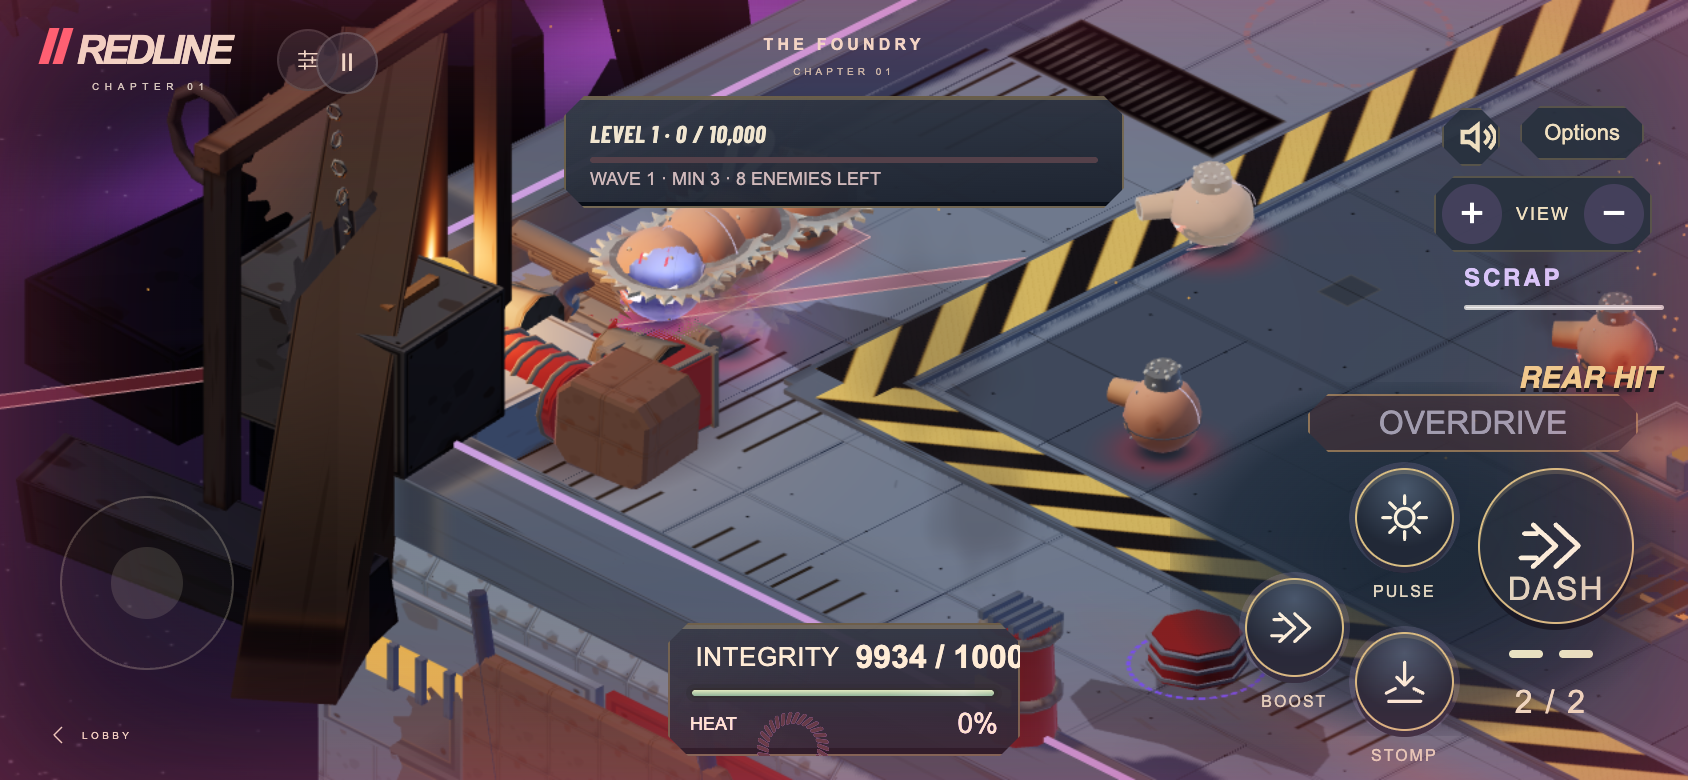 REDLINE
CHAPTER 01
THE FOUNDRY
CHAPTER 01
LEVEL 1 · 0 / 10,000
WAVE 1 · MIN 3 · 8 ENEMIES LEFT
Options
+ VIEW −
SCRAP
REAR HIT
OVERDRIVE
PULSE
DASH
BOOST
2 / 2
STOMP
INTEGRITY 9934 / 1000
HEAT 0%
LOBBY